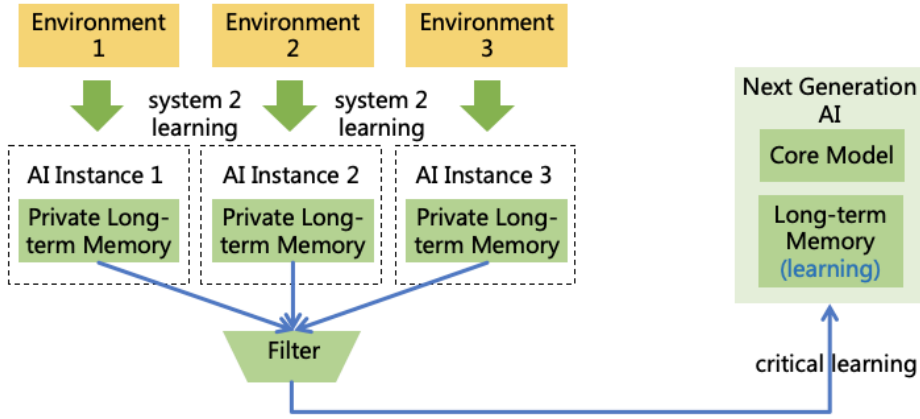 Environment
1
Environment
2
Environment
3
system 2
learning
system 2
learning
AI Instance 1
Private Long-
term Memory
AI Instance 2
Private Long-
term Memory
AI Instance 3
Private Long-
term Memory
Filter
Next Generation
AI
Core Model
Long-term
Memory
(learning)
critical learning